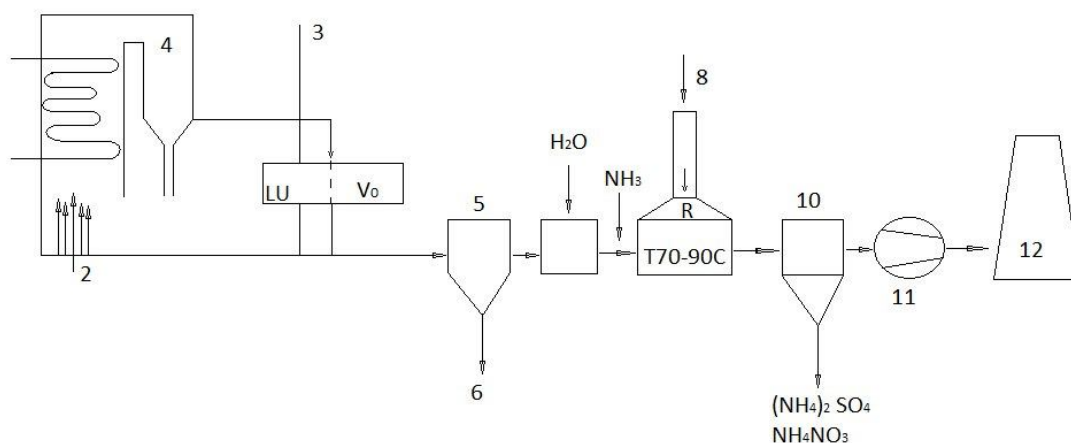 4
3
8
H₂O
NH₃
LU
V₀
5
R
T70-90C
10
12
11
2
6
(NH₄)₂ SO₄
NH₄NO₃